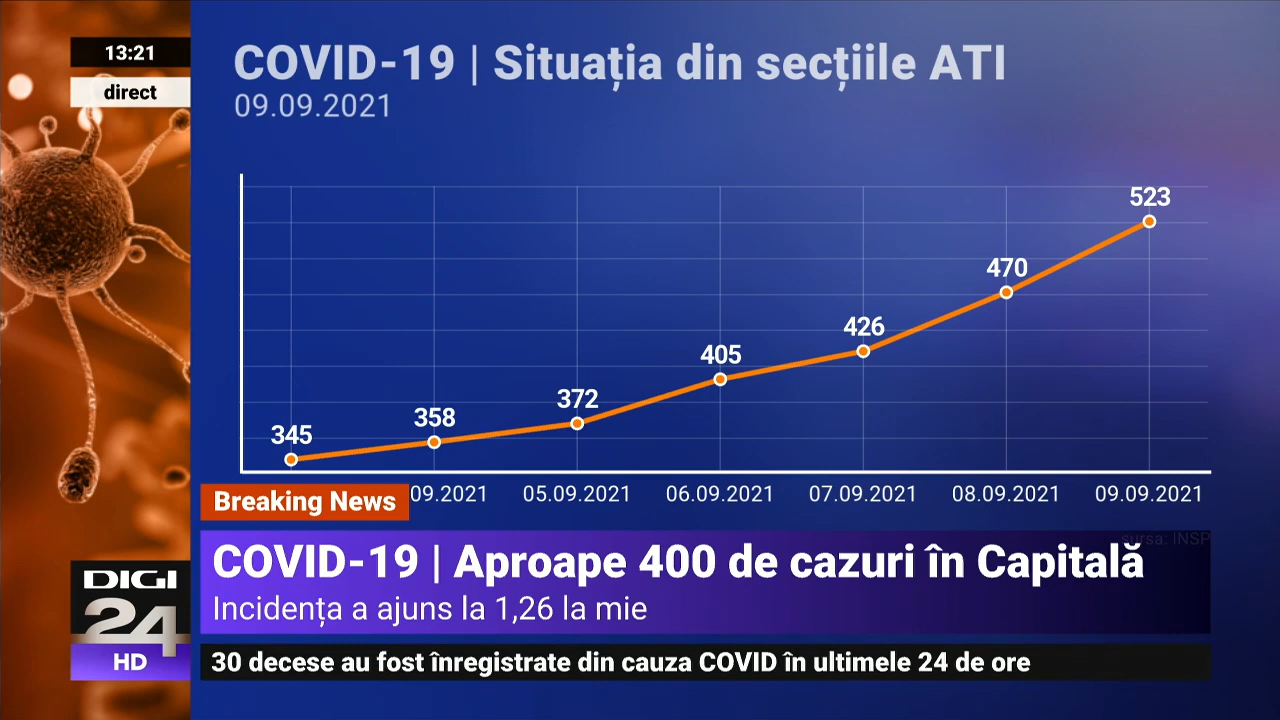 13:21
direct
COVID-19 | Situația din secțiile ATI
09.09.2021
523
470
426
405
372
358
345
09.2021 05.09.2021 06.09.2021 07.09.2021 08.09.2021 09.09.2021
Breaking News
sursa: INSP
COVID-19 | Aproape 400 de cazuri în Capitală
Incidența a ajuns la 1,26 la mie
DIGI
24
HD
30 decese au fost înregistrate din cauza COVID în ultimele 24 de ore